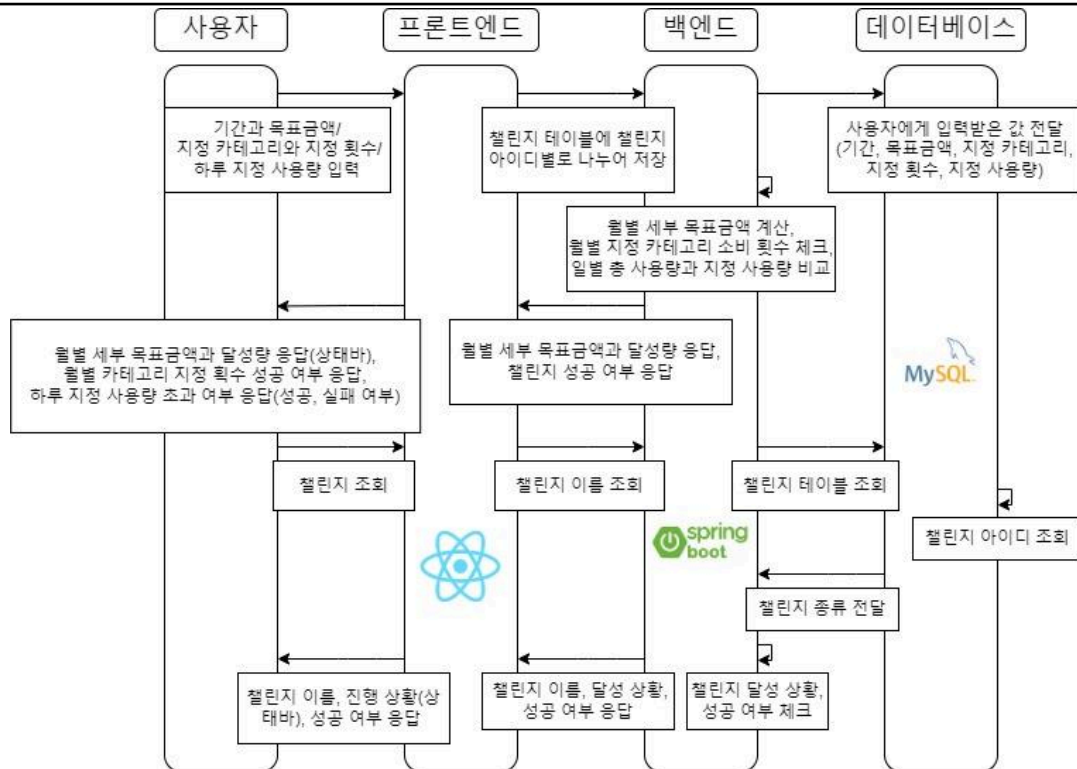 사용자
프론트엔드
백엔드
데이터베이스
기간과 목표금액/
지정 카테고리와 지정 횟수/
하루 지정 사용량 입력
챌린지 테이블에 챌린지
아이디별로 나누어 저장
사용자에게 입력받은 값 전달
(기간, 목표금액, 지정 카테고리,
지정 횟수, 지정 사용량)
월별 세부 목표금액 계산,
월별 지정 카테고리 소비 횟수 체크,
일별 총 사용량과 지정 사용량 비교
월별 세부 목표금액과 달성량 응답(상태바),
월별 카테고리 지정 횟수 성공 여부 응답,
하루 지정 사용량 초과 여부 응답(성공, 실패 여부)
월별 세부 목표금액과 달성량 응답,
챌린지 성공 여부 응답
MySQL
챌린지 조회
챌린지 이름 조회
챌린지 테이블 조회
spring
boot
챌린지 아이디 조회
챌린지 종류 전달
챌린지 이름, 진행 상황(상
태바), 성공 여부 응답
챌린지 이름, 달성 상황,
성공 여부 응답
챌린지 달성 상황,
성공 여부 체크